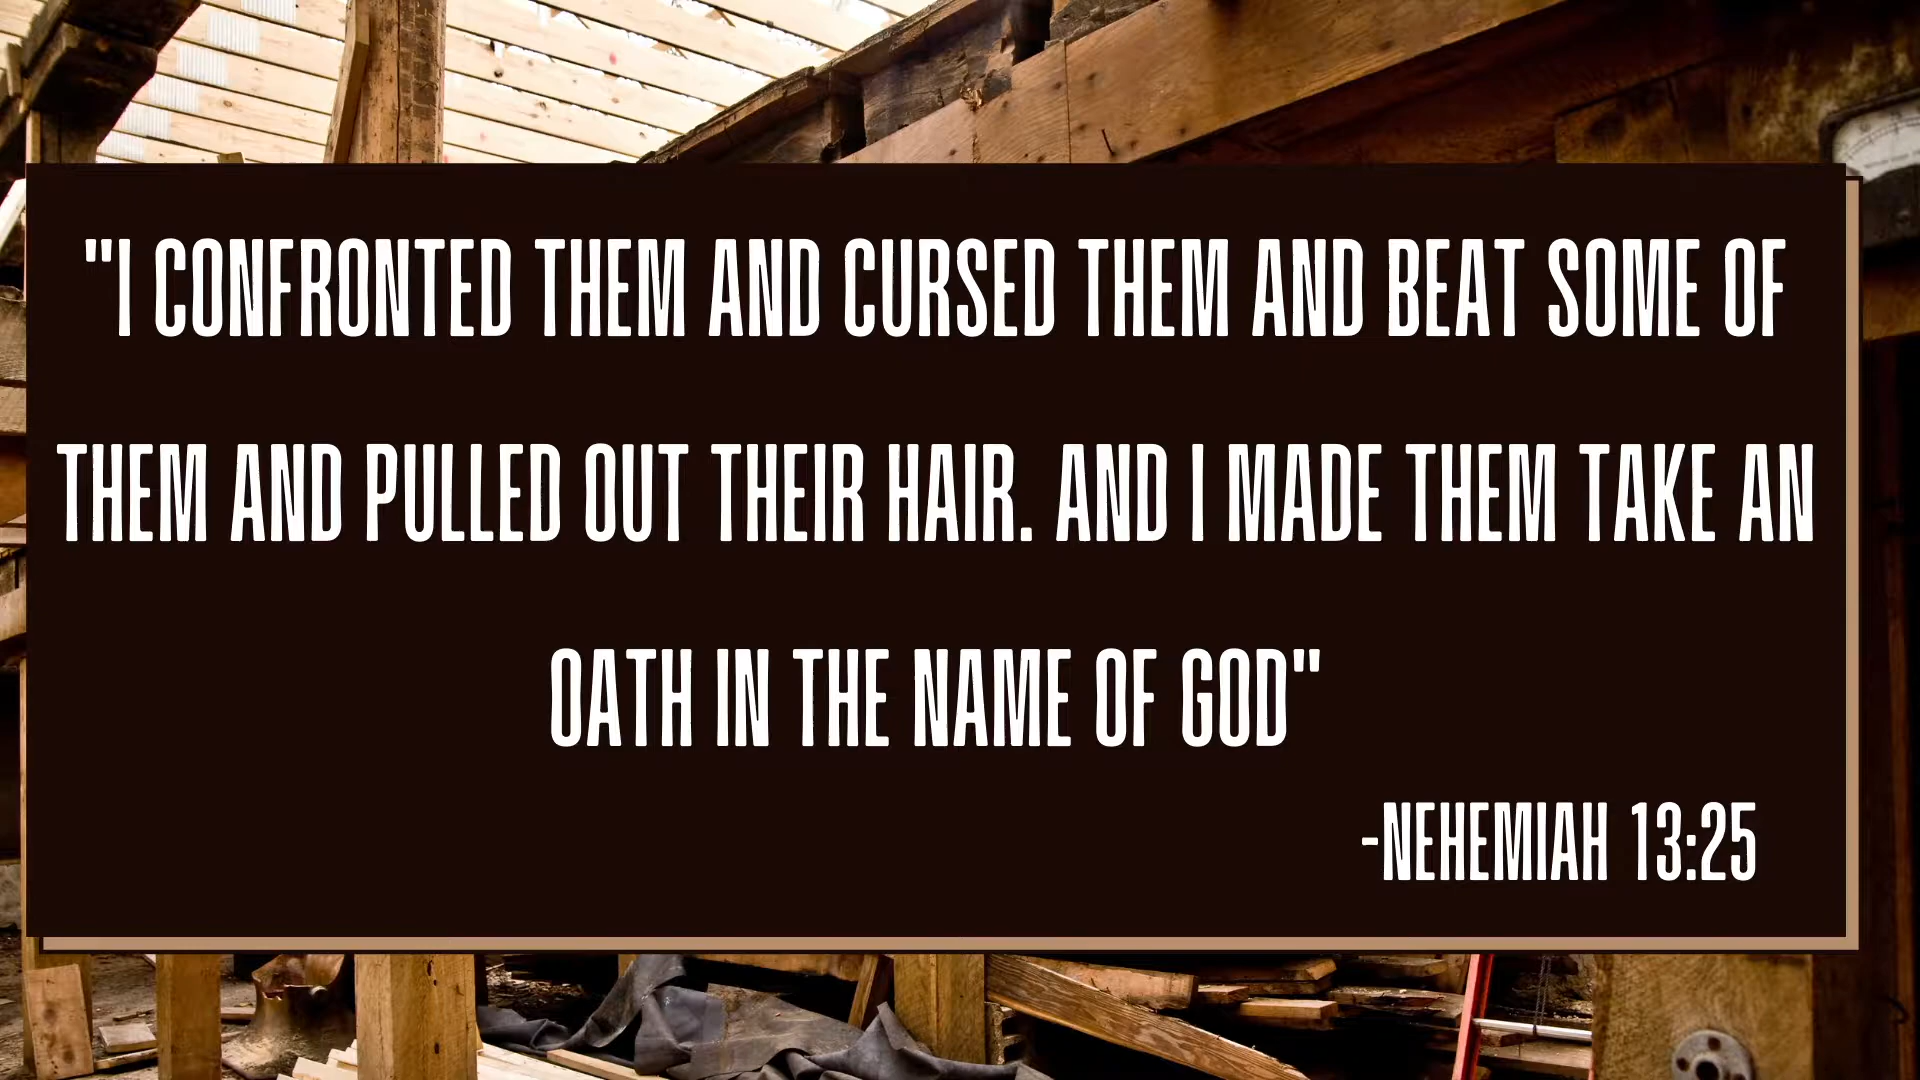 "I CONFRONTED THEM AND CURSED THEM AND BEAT SOME OF
THEM AND PULLED OUT THEIR HAIR. AND I MADE THEM TAKE AN
OATH IN THE NAME OF GOD"
-NEHEMIAH 13:25